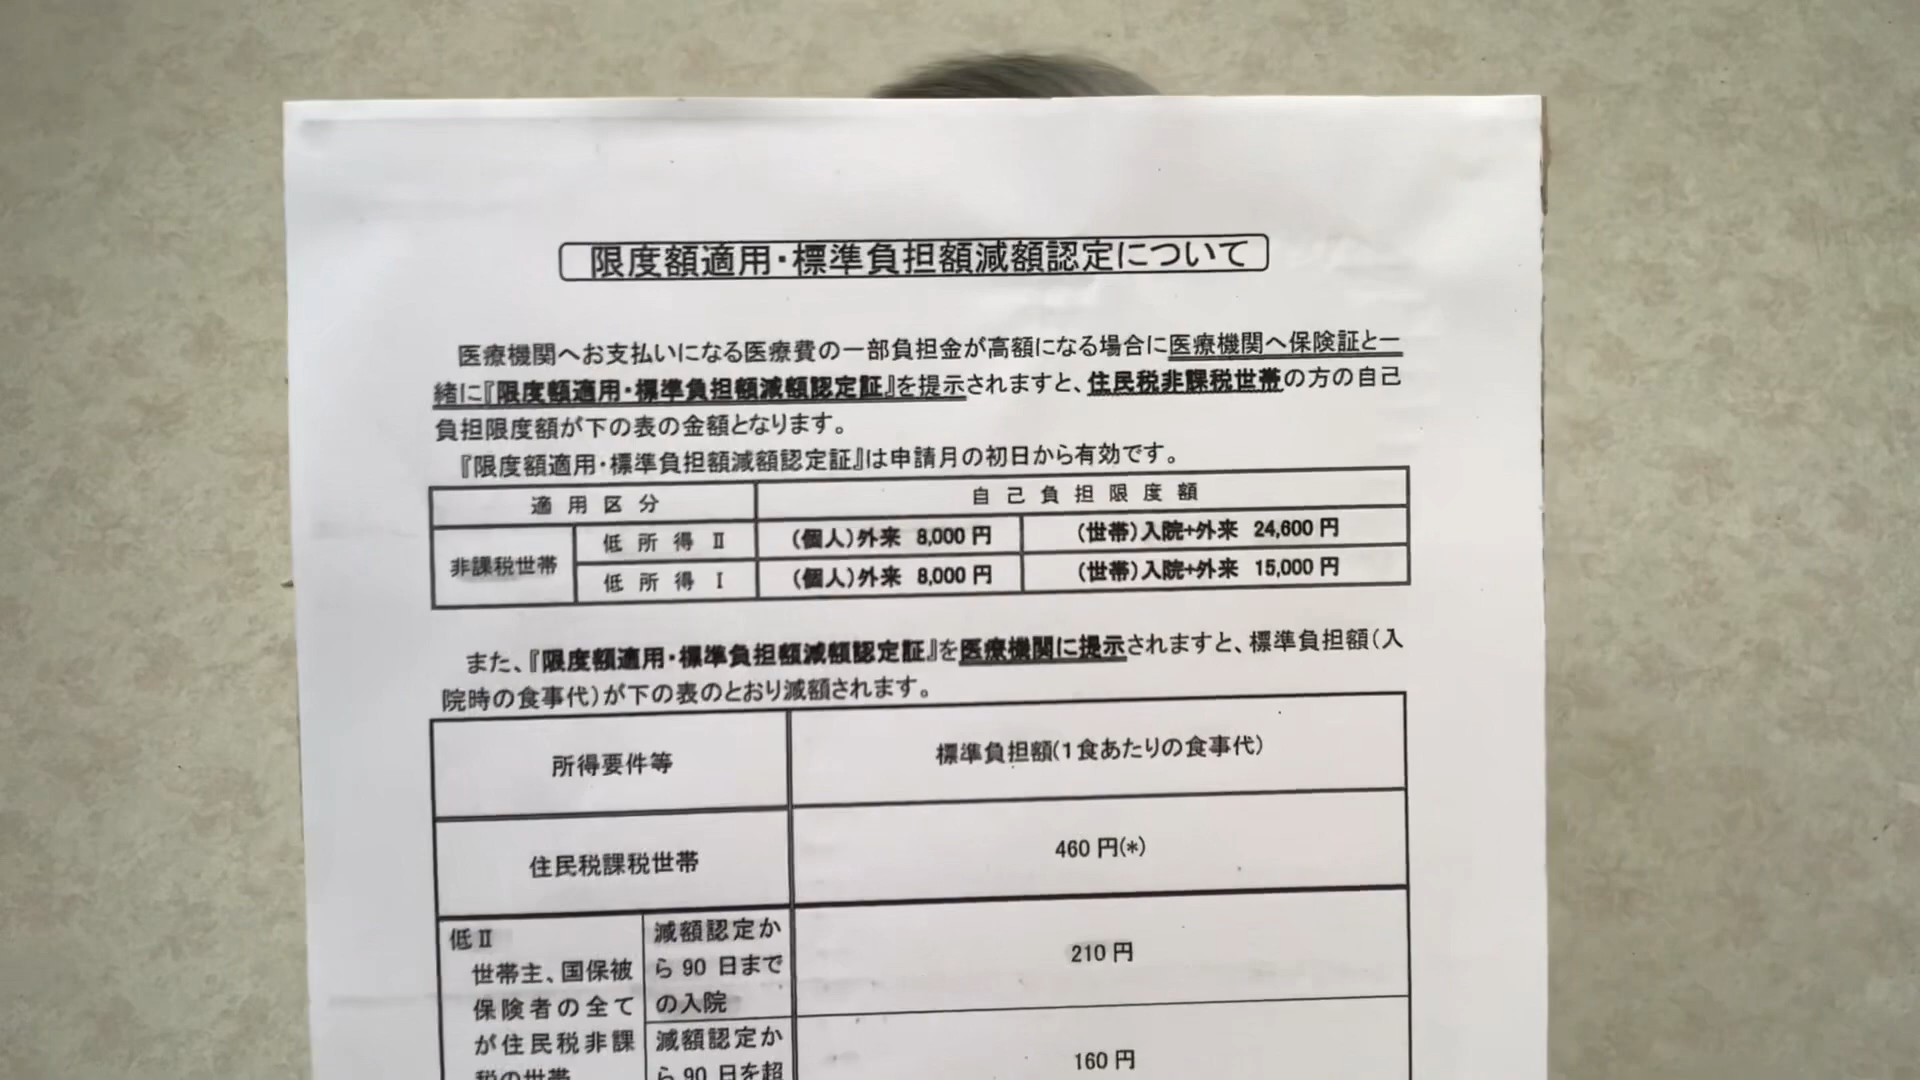 限度額適用・標準負担額減額認定について
医療機関へお支払いになる医療費の一部負担金が高額になる場合に医療機関へ保険証と一
緒に『限度額適用・標準負担額減額認定証』を提示されますと、住民税非課税世帯の方の自己
負担限度額が下の表の金額となります。
『限度額適用・標準負担額減額認定証』は申請月の初日から有効です。
適用区分 自己負担限度額
非課税世帯
低所得Ⅱ (個人)外来 8,000円 (世帯)入院+外来 24,600円
低所得Ⅰ (個人)外来 8,000円 (世帯)入院+外来 15,000円
また、『限度額適用・標準負担額減額認定証』を医療機関に提示されますと、標準負担額(入
院時の食事代)が下の表のとおり減額されます。
所得要件等 標準負担額(1食あたりの食事代)
住民税課税世帯 460円(*)
低Ⅱ
世帯主、国保被
保険者の全て
が住民税非課
税の世帯
減額認定か
ら90日まで
の入院
210円
減額認定か
ら90日を超
160円